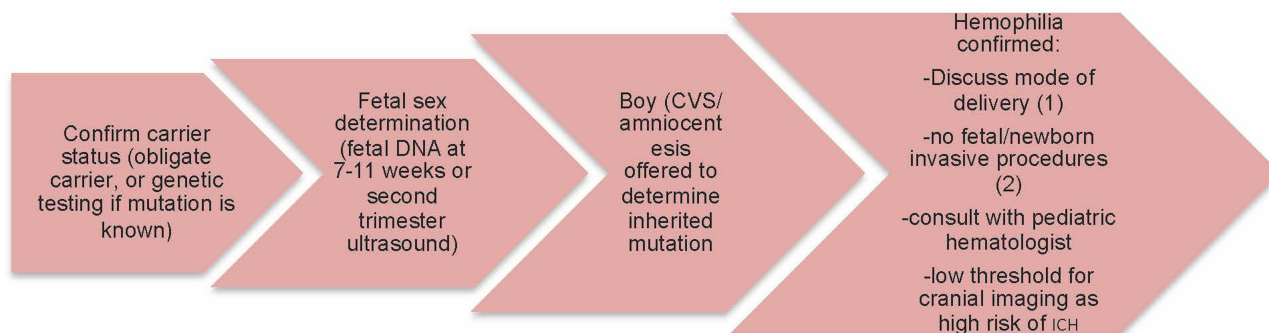 Confirm carrier
status (obligate
carrier, or genetic
testing if mutation is
known)
Fetal sex
determination
(fetal DNA at
7-11 weeks or
second
trimester
ultrasound)
Boy (CVS/
amniocent
esis
offered to
determine
inherited
mutation
Hemophilia
confirmed:
-Discuss mode of
delivery (1)
-no fetal/newborn
invasive procedures
(2)
-consult with pediatric
hematologist
-low threshold for
cranial imaging as
high risk of ICH